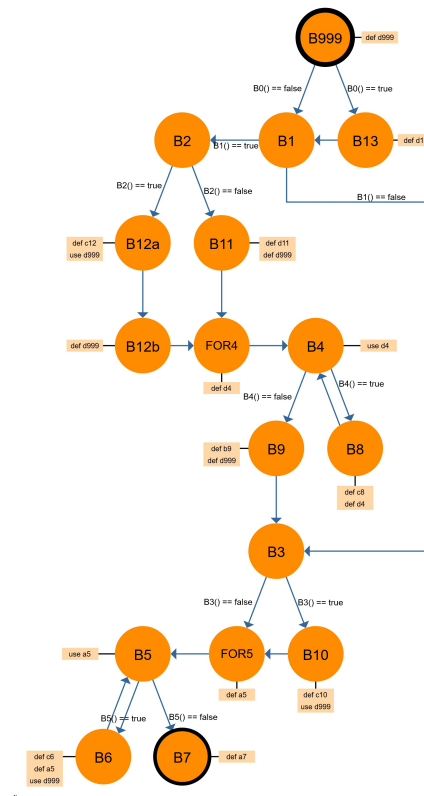 B999
def d999
B0() == false
B0() == true
B2
B1() == true
B1
B13
def d1
B1() == false
B2() == true
B2() == false
def c12
use d999
B12a
B11
def d11
def d999
def d999
B12b
FOR4
B4
use d4
def d4
B4() == false
B4() == true
def b9
def d999
B9
B8
def c8
def d4
B3
B3() == false
B3() == true
use a5
B5
FOR5
B10
def a5
def c10
use d999
B5() == true
B5() == false
def c6
def a5
use d999
B6
B7
def a7